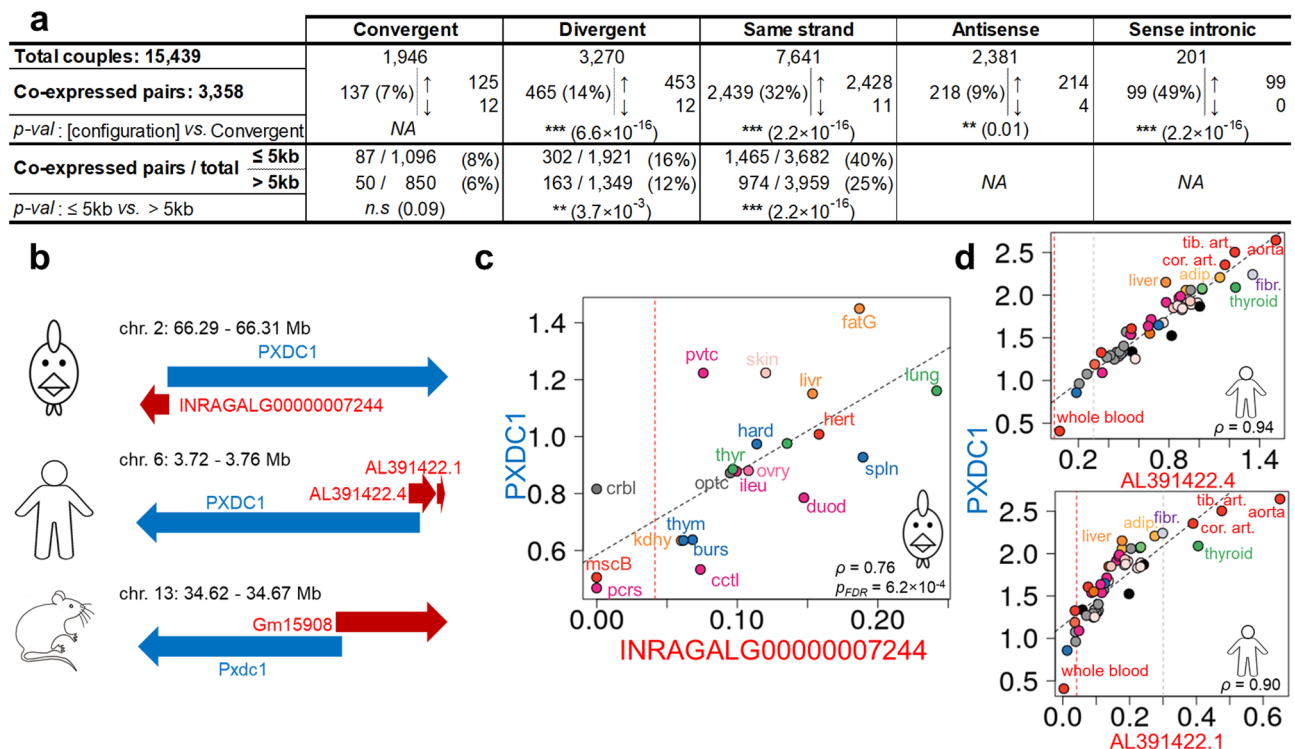 a
Convergent Divergent Same strand Antisense Sense intronic
Total couples: 15,439 1,946 3,270 7,641 2,381 201
Co-expressed pairs: 3,358 137 (7%) ↑ 125 ↓ 12 465 (14%) ↑ 453 ↓ 12 2,439 (32%) ↑ 2,428 ↓ 11 218 (9%) ↑ 214 ↓ 4 99 (49%) ↑ 99 ↓ 0
p-val : [configuration] vs. Convergent NA *** (6.6×10⁻¹⁶) *** (2.2×10⁻¹⁶) ** (0.01) *** (2.2×10⁻¹⁶)
Co-expressed pairs / total ≤ 5kb 87 / 1,096 (8%) 302 / 1,921 (16%) 1,465 / 3,682 (40%) NA NA
> 5kb 50 / 850 (6%) 163 / 1,349 (12%) 974 / 3,959 (25%)
p-val : ≤ 5kb vs. > 5kb n.s (0.09) ** (3.7×10⁻³) *** (2.2×10⁻¹⁶)
b
chr. 2: 66.29 - 66.31 Mb
PXDC1
INRAGALG00000007244
chr. 6: 3.72 - 3.76 Mb
AL391422.1
AL391422.4
PXDC1
chr. 13: 34.62 - 34.67 Mb
Gm15908
Pxdc1
c
PXDC1
1.4
1.2
1.0
0.8
0.6
fatG
pvtc
skin
livr
lung
hert
hard
spln
thyr
ovry
optc
ileu
crbl
duod
thym
kdhy
burs
cctl
mscB
pcrs
ρ = 0.76
pFDR = 6.2×10⁻⁴
0.00 0.10 0.20
INRAGALG00000007244
d
PXDC1
2.5
2.0
1.5
1.0
0.5
tib. art.
aorta
cor. art.
liver
adip.
fibr.
thyroid
whole blood
ρ = 0.94
0.2 0.6 1.0 1.4
AL391422.4
2.5
2.0
1.5
1.0
0.5
tib. art.
aorta
cor. art.
fibr.
adip.
liver
thyroid
whole blood
ρ = 0.90
0.0 0.2 0.4 0.6
AL391422.1